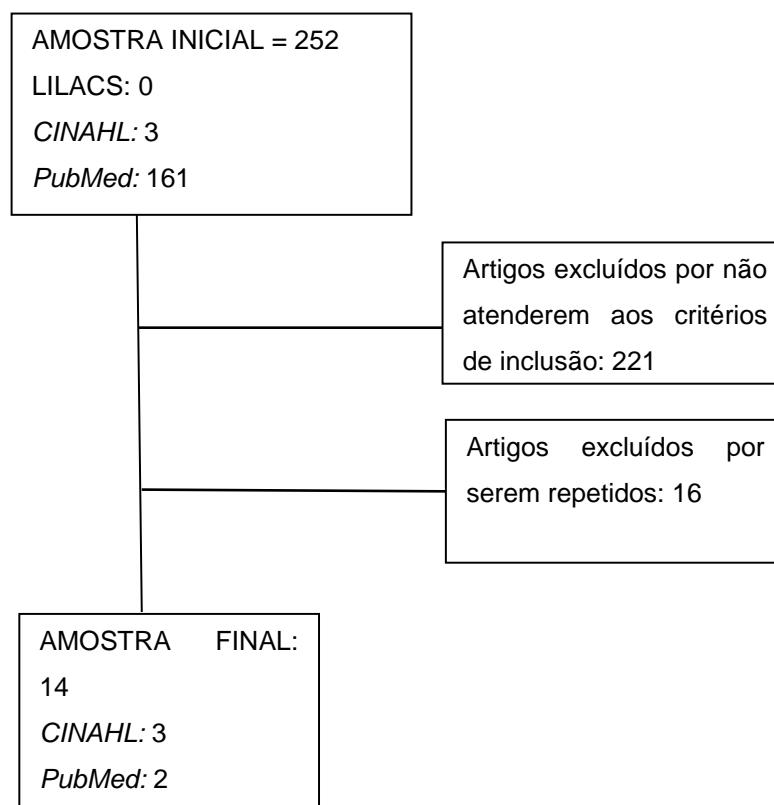 AMOSTRA INICIAL = 252
LILACS: 0
CINAHL: 3
PubMed: 161
Artigos excluídos por não
atenderem aos critérios
de inclusão: 221
Artigos excluídos por
serem repetidos: 16
AMOSTRA FINAL:
14
CINAHL: 3
PubMed: 2